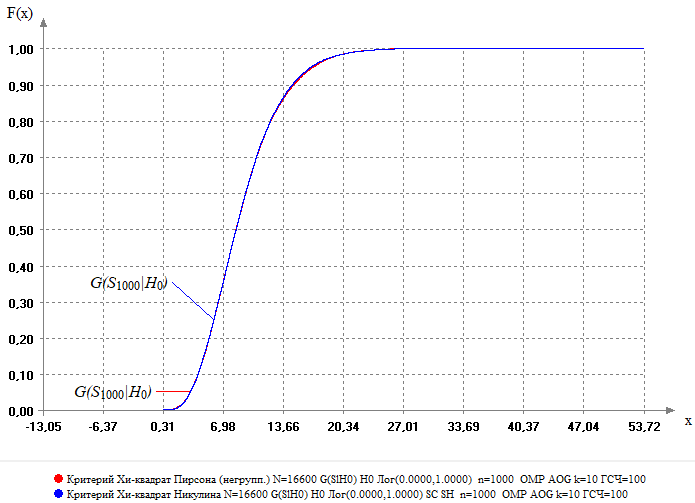 F(x)
1,00
0,90
0,80
0,70
0,60
0,50
0,40
0,30
0,20
0,10
0,00
G(S1000|H0)
G(S1000|H0)
-13,05 -6,37 0,31 6,98 13,66 20,34 27,01 33,69 40,37 47,04 53,72
x
Критерий Хи-квадрат Пирсона (негрупп.) N=16600 G(S|H0) H0 Лог(0.0000,1.0000) n=1000 ОМР AOG k=10 ГСЧ=100
Критерий Хи-квадрат Никулина N=16600 G(S|H0) H0 Лог(0.0000,1.0000) SC SH n=1000 ОМР AOG k=10 ГСЧ=100